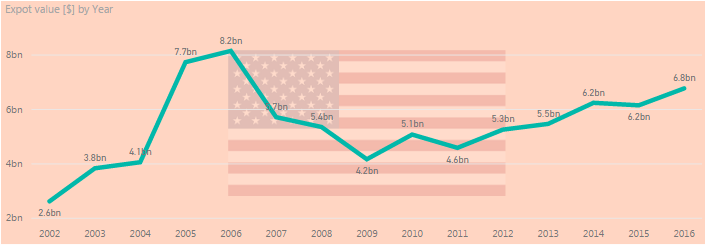 Expot value [$] by Year
8bn
6bn
4bn
2bn
2.6bn
3.8bn
4.1bn
7.7bn
8.2bn
5.7bn
5.4bn
4.2bn
5.1bn
4.6bn
5.3bn
5.5bn
6.2bn
6.2bn
6.8bn
2002 2003 2004 2005 2006 2007 2008 2009 2010 2011 2012 2013 2014 2015 2016